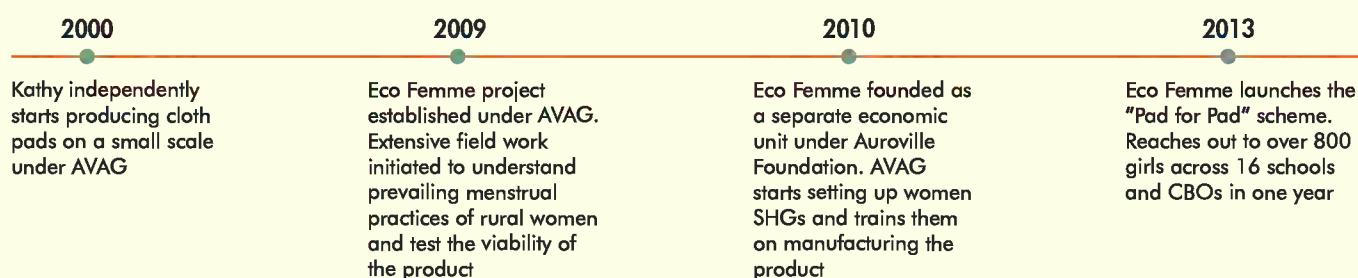 2000
Kathy independently
starts producing cloth
pads on a small scale
under AVAG
2009
Eco Femme project
established under AVAG.
Extensive field work
initiated to understand
prevailing menstrual
practices of rural women
and test the viability of
the product
2010
Eco Femme founded as
a separate economic
unit under Auroville
Foundation. AVAG
starts setting up women
SHGs and trains them
on manufacturing the
product
2013
Eco Femme launches the
"Pad for Pad" scheme.
Reaches out to over 800
girls across 16 schools
and CBOs in one year